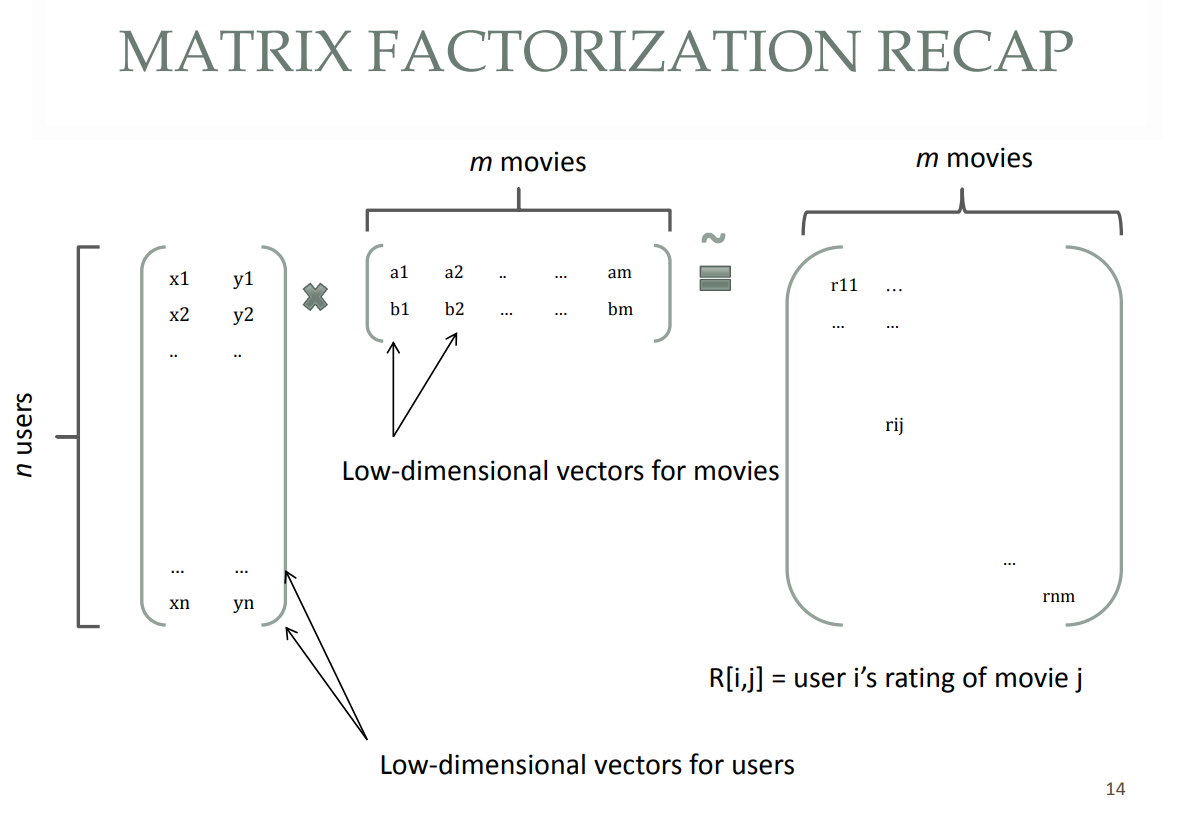 MATRIX FACTORIZATION RECAP
m movies
m movies
n users
x1 y1
x2 y2
.. ..
... ...
xn yn
a1 a2 .. ... am
b1 b2 ... ... bm
~
=
r11 ...
... ...
rij
...
rnm
Low-dimensional vectors for movies
R[i,j] = user i’s rating of movie j
Low-dimensional vectors for users
14